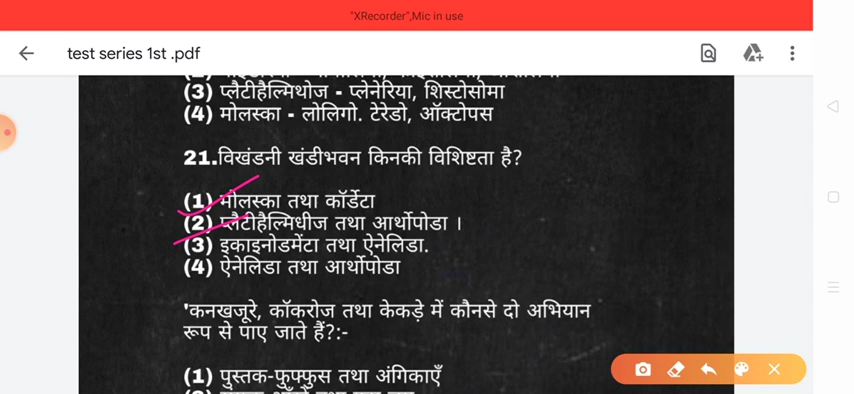 "XRecorder",Mic in use
test series 1st .pdf
(3) प्लैटीहैल्मिथोज - प्लेनेरिया, शिस्टोसोमा
(4) मोलस्का - लोलिगो. टेरेडो, ऑक्टोपस
21.विखंडनी खंडीभवन किनकी विशिष्टता है?
(1) मोलस्का तथा कॉर्डेटा
(2) प्लैटीहैल्मिधीज तथा आर्थोपोडा ।
(3) इकाइनोडमेंटा तथा ऐनेलिडा.
(4) ऐनेलिडा तथा आर्थोपोडा
'कनखजूरे, कॉकरोज तथा केकड़े में कौनसे दो अभियान
रूप से पाए जाते हैं?:-
(1) पुस्तक-फुफ्फुस तथा अंगिकाएँ